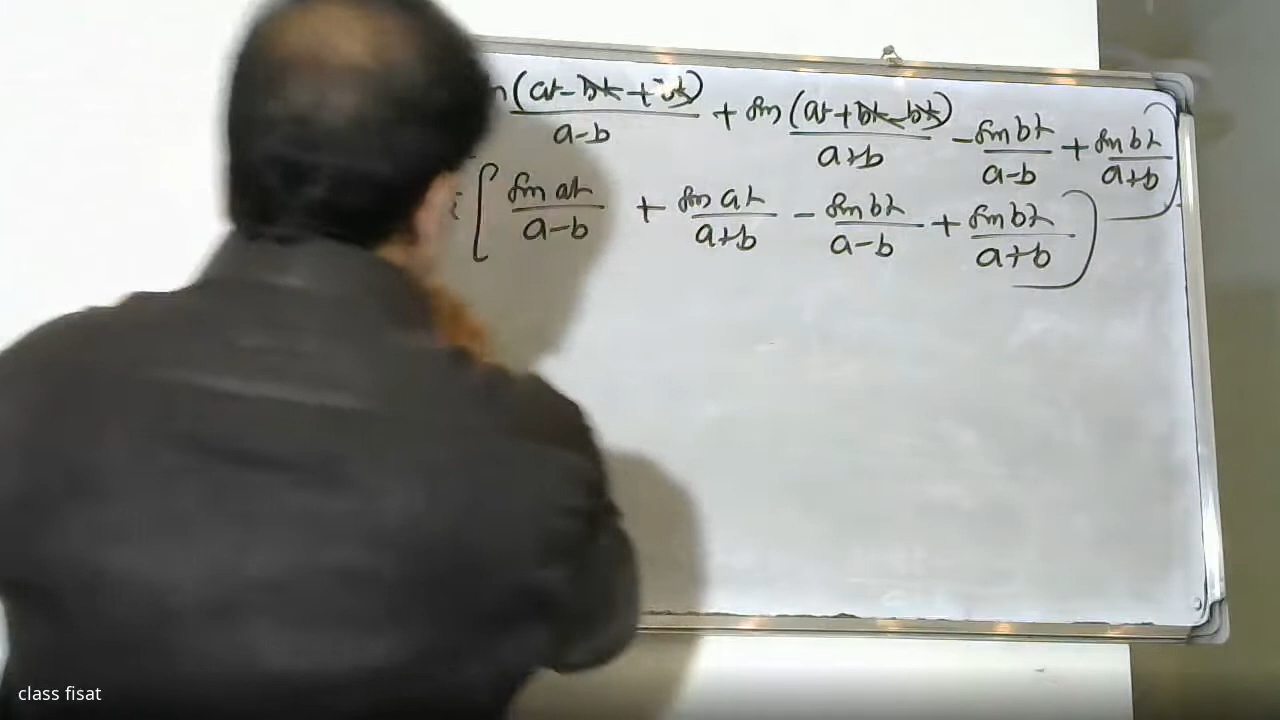 (at - bt + bt)/(a-b) + sin (at + bt - bt)/(a+b) - sin bt/(a-b) + sin bt/(a+b) )
[ sin at/(a-b) + sin at/(a+b) - sin bt/(a-b) + sin bt/(a+b) ]
class fisat